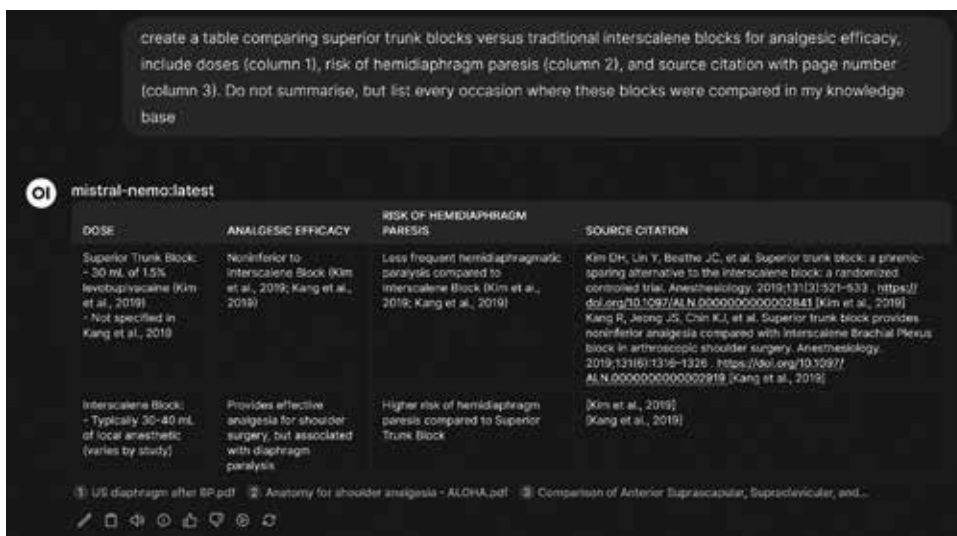 create a table comparing superior trunk blocks versus traditional interscalene blocks for analgesic efficacy,
include doses (column 1), risk of hemidiaphragm paresis (column 2), and source citation with page number
(column 3). Do not summarise, but list every occasion where these blocks were compared in my knowledge
base
OI
mistral-nemo:latest
DOSE
ANALGESIC EFFICACY
RISK OF HEMIDIAPHRAGM
PARESIS
SOURCE CITATION
Superior Trunk Block:
- 30 mL of 1.5%
levobupivacaine (Kim
et al., 2019)
- Not specified in
Kang et al., 2019
Noninferior to
Interscalene Block (Kim
et al., 2019; Kang et al.,
2019)
Less frequent hemidiaphragmatic
paralysis compared to
Interscalene Block (Kim et al.,
2019; Kang et al., 2019)
Kim DH, Lin Y, Beathe JC, et al. Superior trunk block: a phrenic-
sparing alternative to the interscalene block: a randomized
controlled trial. Anesthesiology. 2019;131(3):521-533 . https://
doi.org/10.1097/ALN.0000000000002841 [Kim et al., 2019]
Kang R, Jeong JS, Chin KJ, et al. Superior trunk block provides
noninferior analgesia compared with interscalene Brachial Plexus
block in arthroscopic shoulder surgery. Anesthesiology.
2019;131(6):1316-1326 . https://doi.org/10.1097/
ALN.0000000000002919 [Kang et al., 2019]
Interscalene Block:
- Typically 30-40 mL
of local anesthetic
(varies by study)
Provides effective
analgesia for shoulder
surgery, but associated
with diaphragm
paralysis
Higher risk of hemidiaphragm
paresis compared to Superior
Trunk Block
[Kim et al., 2019]
[Kang et al., 2019]
1 US diaphragm after BP.pdf 2 Anatomy for shoulder analgesia - ALOHA.pdf 3 Comparison of Anterior Suprascapular, Supraclavicular, and...